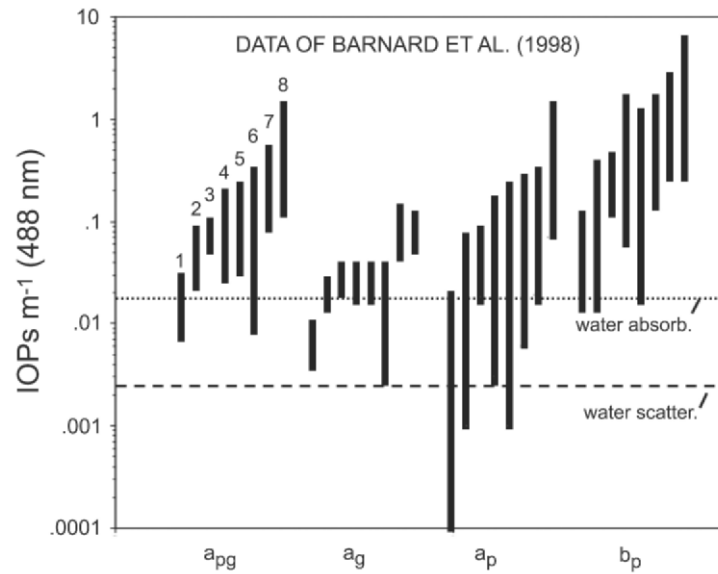 DATA OF BARNARD ET AL. (1998)
IOPs m-1 (488 nm)
10
1
.1
.01
.001
.0001
1
2
3
4
5
6
7
8
water absorb.
water scatter.
apg
ag
ap
bp